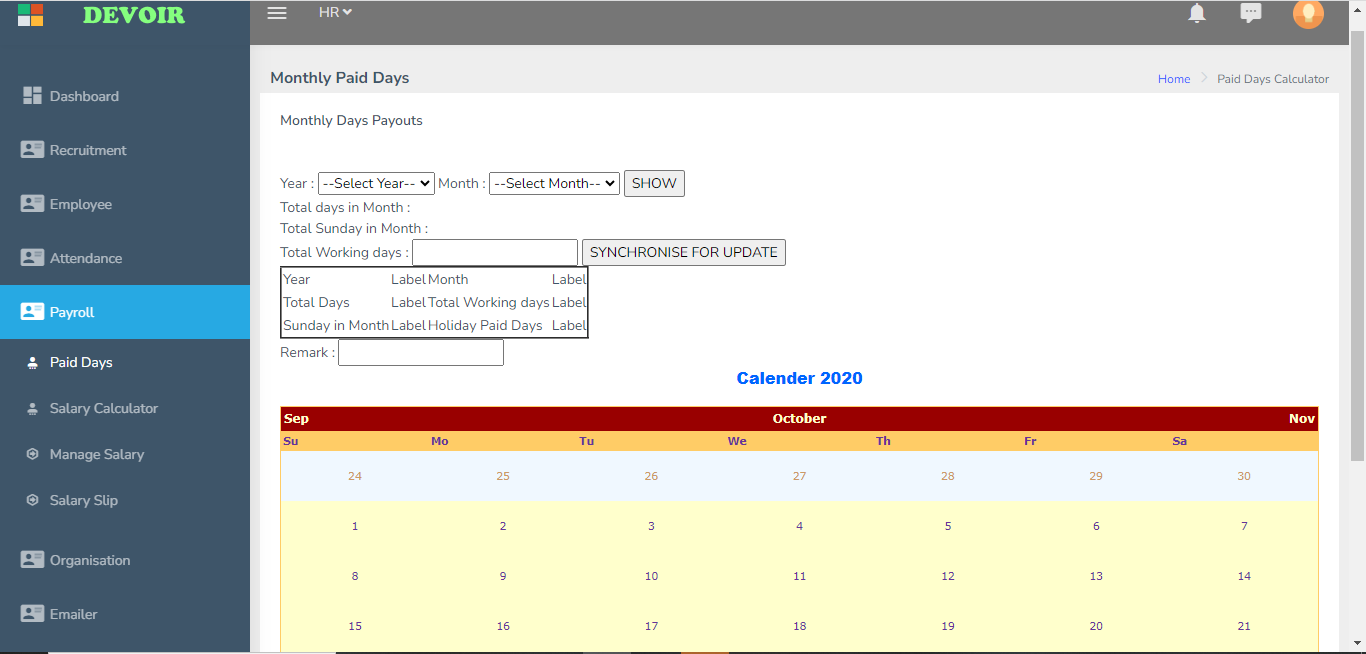 DEVOIR
HR
Dashboard
Recruitment
Employee
Attendance
Payroll
Paid Days
Salary Calculator
Manage Salary
Salary Slip
Organisation
Emailer
Monthly Paid Days
Home > Paid Days Calculator
Monthly Days Payouts
Year : --Select Year-- Month : --Select Month-- SHOW
Total days in Month :
Total Sunday in Month :
Total Working days : SYNCHRONISE FOR UPDATE
Year Label Month Label
Total Days Label Total Working days Label
Sunday in Month Label Holiday Paid Days Label
Remark :
Calender 2020
Sep October Nov
Su Mo Tu We Th Fr Sa
24 25 26 27 28 29 30
1 2 3 4 5 6 7
8 9 10 11 12 13 14
15 16 17 18 19 20 21